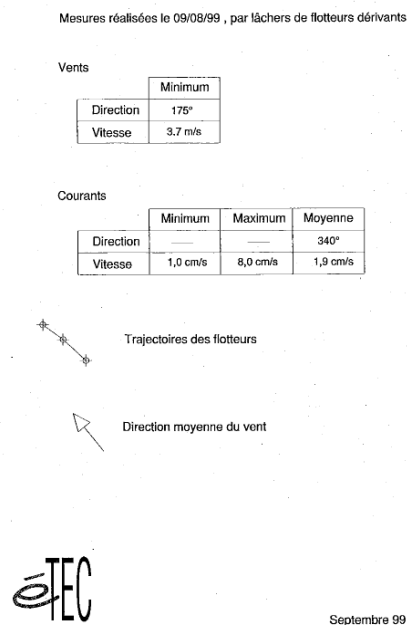 Mesures réalisées le 09/08/99 , par lâchers de flotteurs dérivants
Vents
Minimum
Direction 175°
Vitesse 3.7 m/s
Courants
Minimum Maximum Moyenne
Direction —— —— 340°
Vitesse 1,0 cm/s 8,0 cm/s 1,9 cm/s
Trajectoires des flotteurs
Direction moyenne du vent
éTEC
Septembre 99